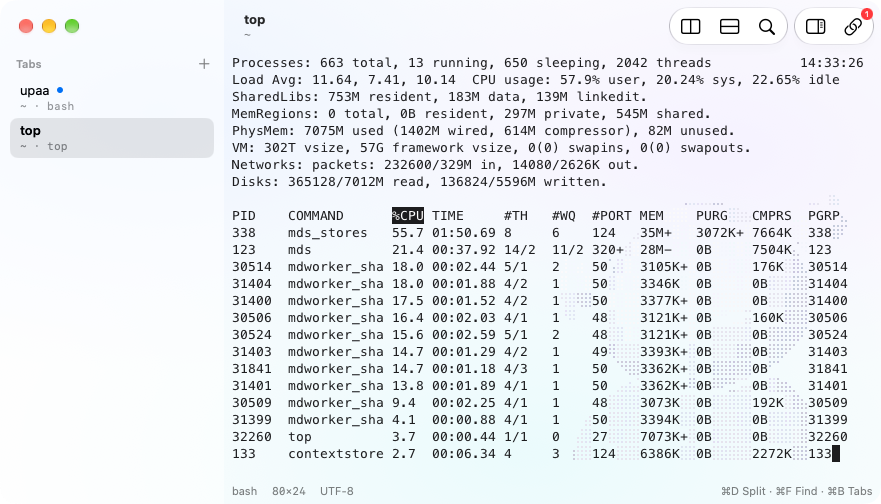 top
~
1
Tabs
+
upaa
~ · bash
top
~ · top
Processes: 663 total, 13 running, 650 sleeping, 2042 threads 14:33:26
Load Avg: 11.64, 7.41, 10.14 CPU usage: 57.9% user, 20.24% sys, 22.65% idle
SharedLibs: 753M resident, 183M data, 139M linkedit.
MemRegions: 0 total, 0B resident, 297M private, 545M shared.
PhysMem: 7075M used (1402M wired, 614M compressor), 82M unused.
VM: 302T vsize, 57G framework vsize, 0(0) swapins, 0(0) swapouts.
Networks: packets: 232600/329M in, 14080/2626K out.
Disks: 365128/7012M read, 136824/5596M written.
PID COMMAND %CPU TIME #TH #WQ #PORT MEM PURG CMPRS PGRP
338 mds_stores 55.7 01:50.69 8 6 124 35M+ 3072K+ 7664K 338
123 mds 21.4 00:37.92 14/2 11/2 320+ 28M− 0B 7504K 123
30514 mdworker_sha 18.0 00:02.44 5/1 2 50 3105K+ 0B 176K 30514
31404 mdworker_sha 18.0 00:01.88 4/2 1 50 3346K 0B 0B 31404
31400 mdworker_sha 17.5 00:01.52 4/2 1 50 3377K+ 0B 0B 31400
30506 mdworker_sha 16.4 00:02.03 4/1 1 48 3121K+ 0B 160K 30506
30524 mdworker_sha 15.6 00:02.59 5/1 2 48 3121K+ 0B 0B 30524
31403 mdworker_sha 14.7 00:01.29 4/2 1 49 3393K+ 0B 0B 31403
31841 mdworker_sha 14.7 00:01.18 4/3 1 50 3362K+ 0B 0B 31841
31401 mdworker_sha 13.8 00:01.89 4/1 1 50 3362K+ 0B 0B 31401
30509 mdworker_sha 9.4 00:02.25 4/1 1 48 3073K 0B 192K 30509
31399 mdworker_sha 4.1 00:00.88 4/1 1 50 3394K 0B 0B 31399
32260 top 3.7 00:00.44 1/1 0 27 7073K+ 0B 0B 32260
133 contextstore 2.7 00:06.34 4 3 124 6386K 0B 2272K 133
bash 80×24 UTF-8 ⌘D Split · ⌘F Find · ⌘B Tabs